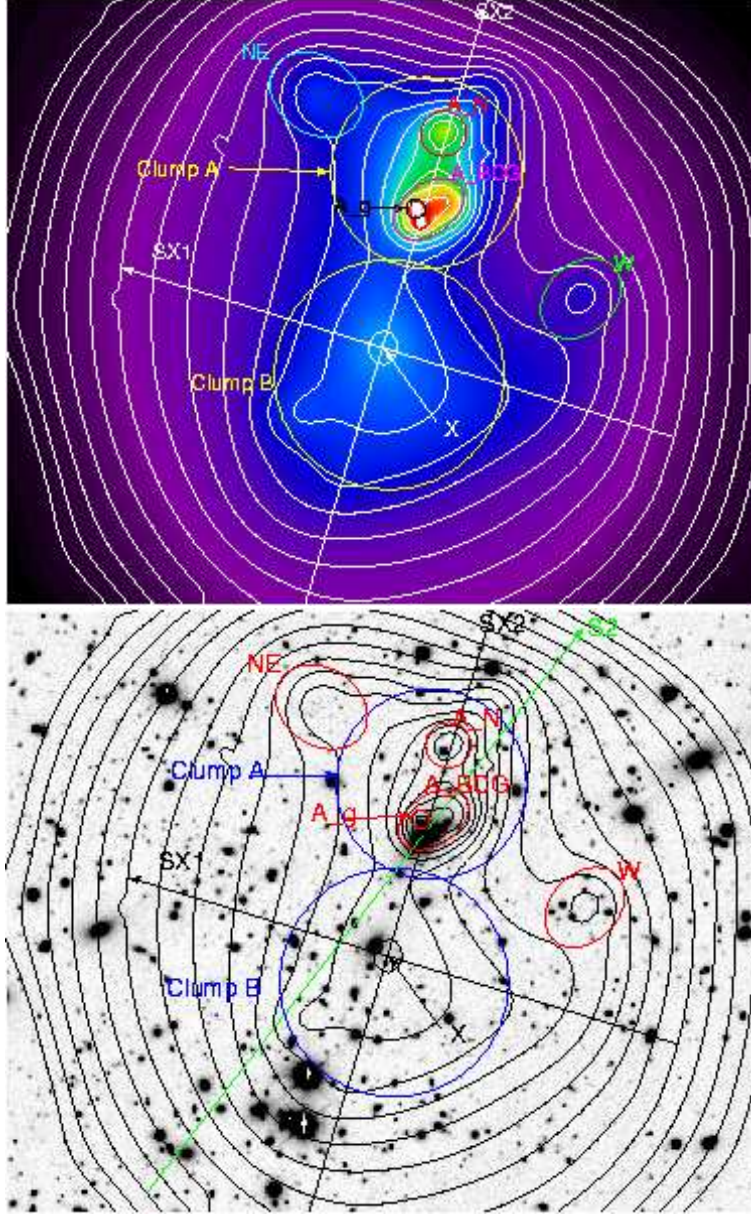 SX2
NE
A_N
Clump A
A_BCG
A_g
SX1
W
Clump B
X
SX2
S2
NE
A_N
Clump A
A_BCG
A_g
SX1
W
Clump B
X